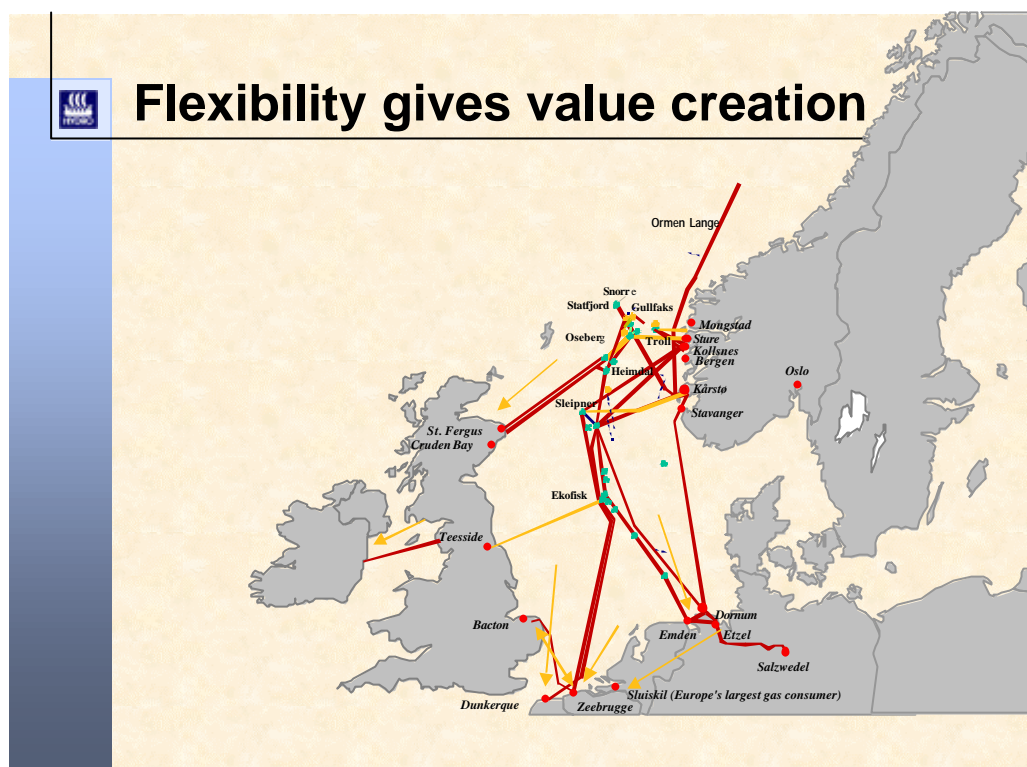 Flexibility gives value creation
HYDRO
Ormen Lange
Snorre
Statfjord
Gullfaks
Mongstad
Oseberg
Troll
Sture
Kollsnes
Bergen
Heimdal
Oslo
Kårstø
Sleipner
Stavanger
St. Fergus
Cruden Bay
Ekofisk
Teesside
Dornum
Bacton
Emden
Etzel
Salzwedel
Sluiskil (Europe's largest gas consumer)
Dunkerque
Zeebrugge